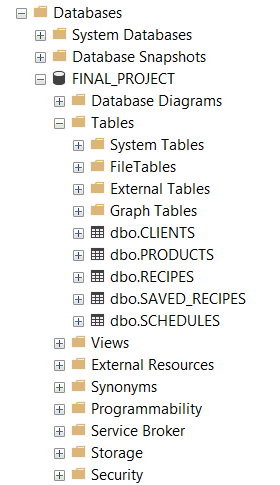 Databases
System Databases
Database Snapshots
FINAL_PROJECT
Database Diagrams
Tables
System Tables
FileTables
External Tables
Graph Tables
dbo.CLIENTS
dbo.PRODUCTS
dbo.RECIPES
dbo.SAVED_RECIPES
dbo.SCHEDULES
Views
External Resources
Synonyms
Programmability
Service Broker
Storage
Security